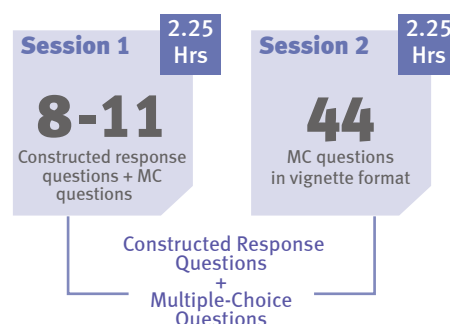 Session 1
2.25
Hrs
8-11
Constructed response
questions + MC
questions
Session 2
2.25
Hrs
44
MC questions
in vignette format
Constructed Response
Questions
+
Multiple-Choice
Questions